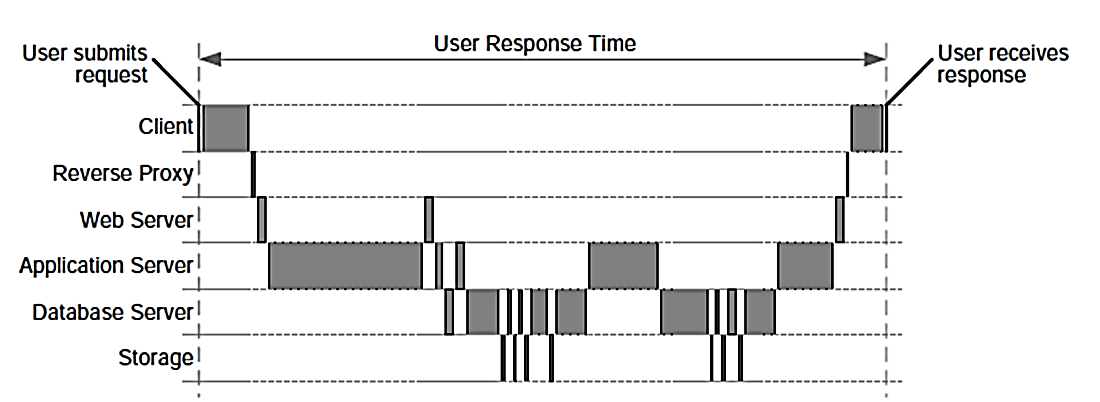 User Response Time
User submits
request
User receives
response
Client
Reverse Proxy
Web Server
Application Server
Database Server
Storage